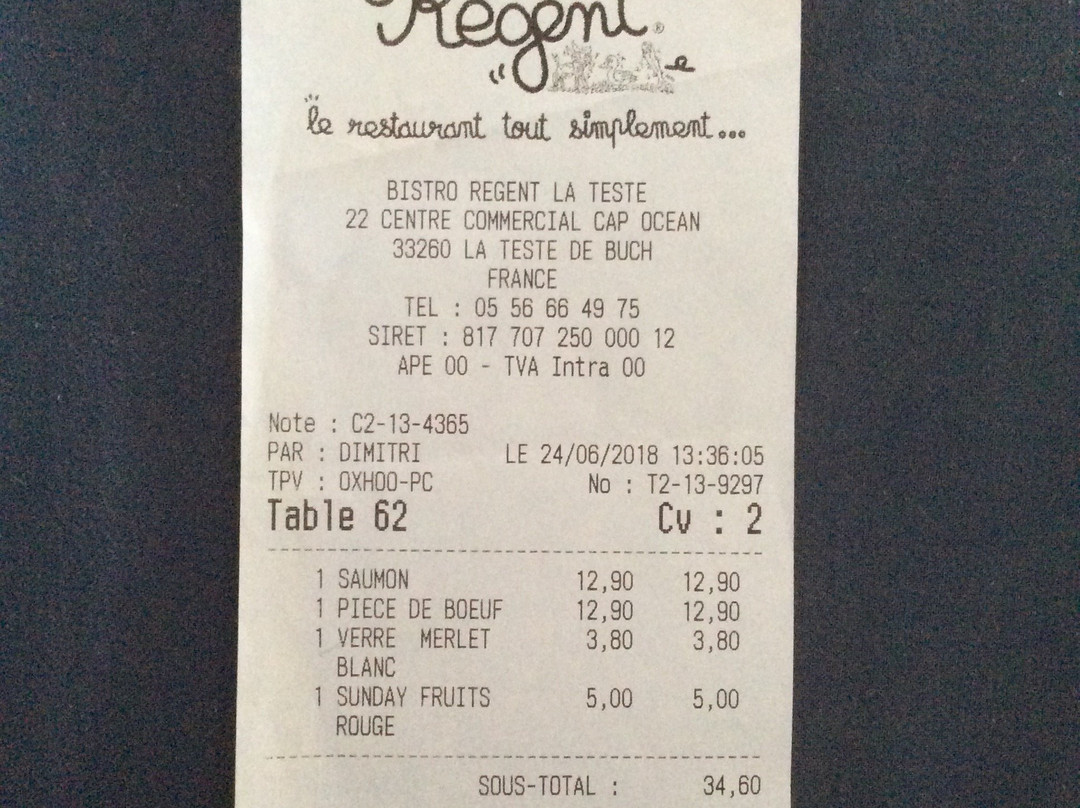 Regent
le restaurant tout simplement...
BISTRO REGENT LA TESTE
22 CENTRE COMMERCIAL CAP OCEAN
33260 LA TESTE DE BUCH
FRANCE
TEL : 05 56 66 49 75
SIRET : 817 707 250 000 12
APE 00 - TVA Intra 00
Note : C2-13-4365
PAR : DIMITRI LE 24/06/2018 13:36:05
TPV : OXHOO-PC No : T2-13-9297
Table 62 Cv : 2
1 SAUMON 12,90 12,90
1 PIECE DE BOEUF 12,90 12,90
1 VERRE MERLET 3,80 3,80
BLANC
1 SUNDAY FRUITS 5,00 5,00
ROUGE
SOUS-TOTAL : 34,60